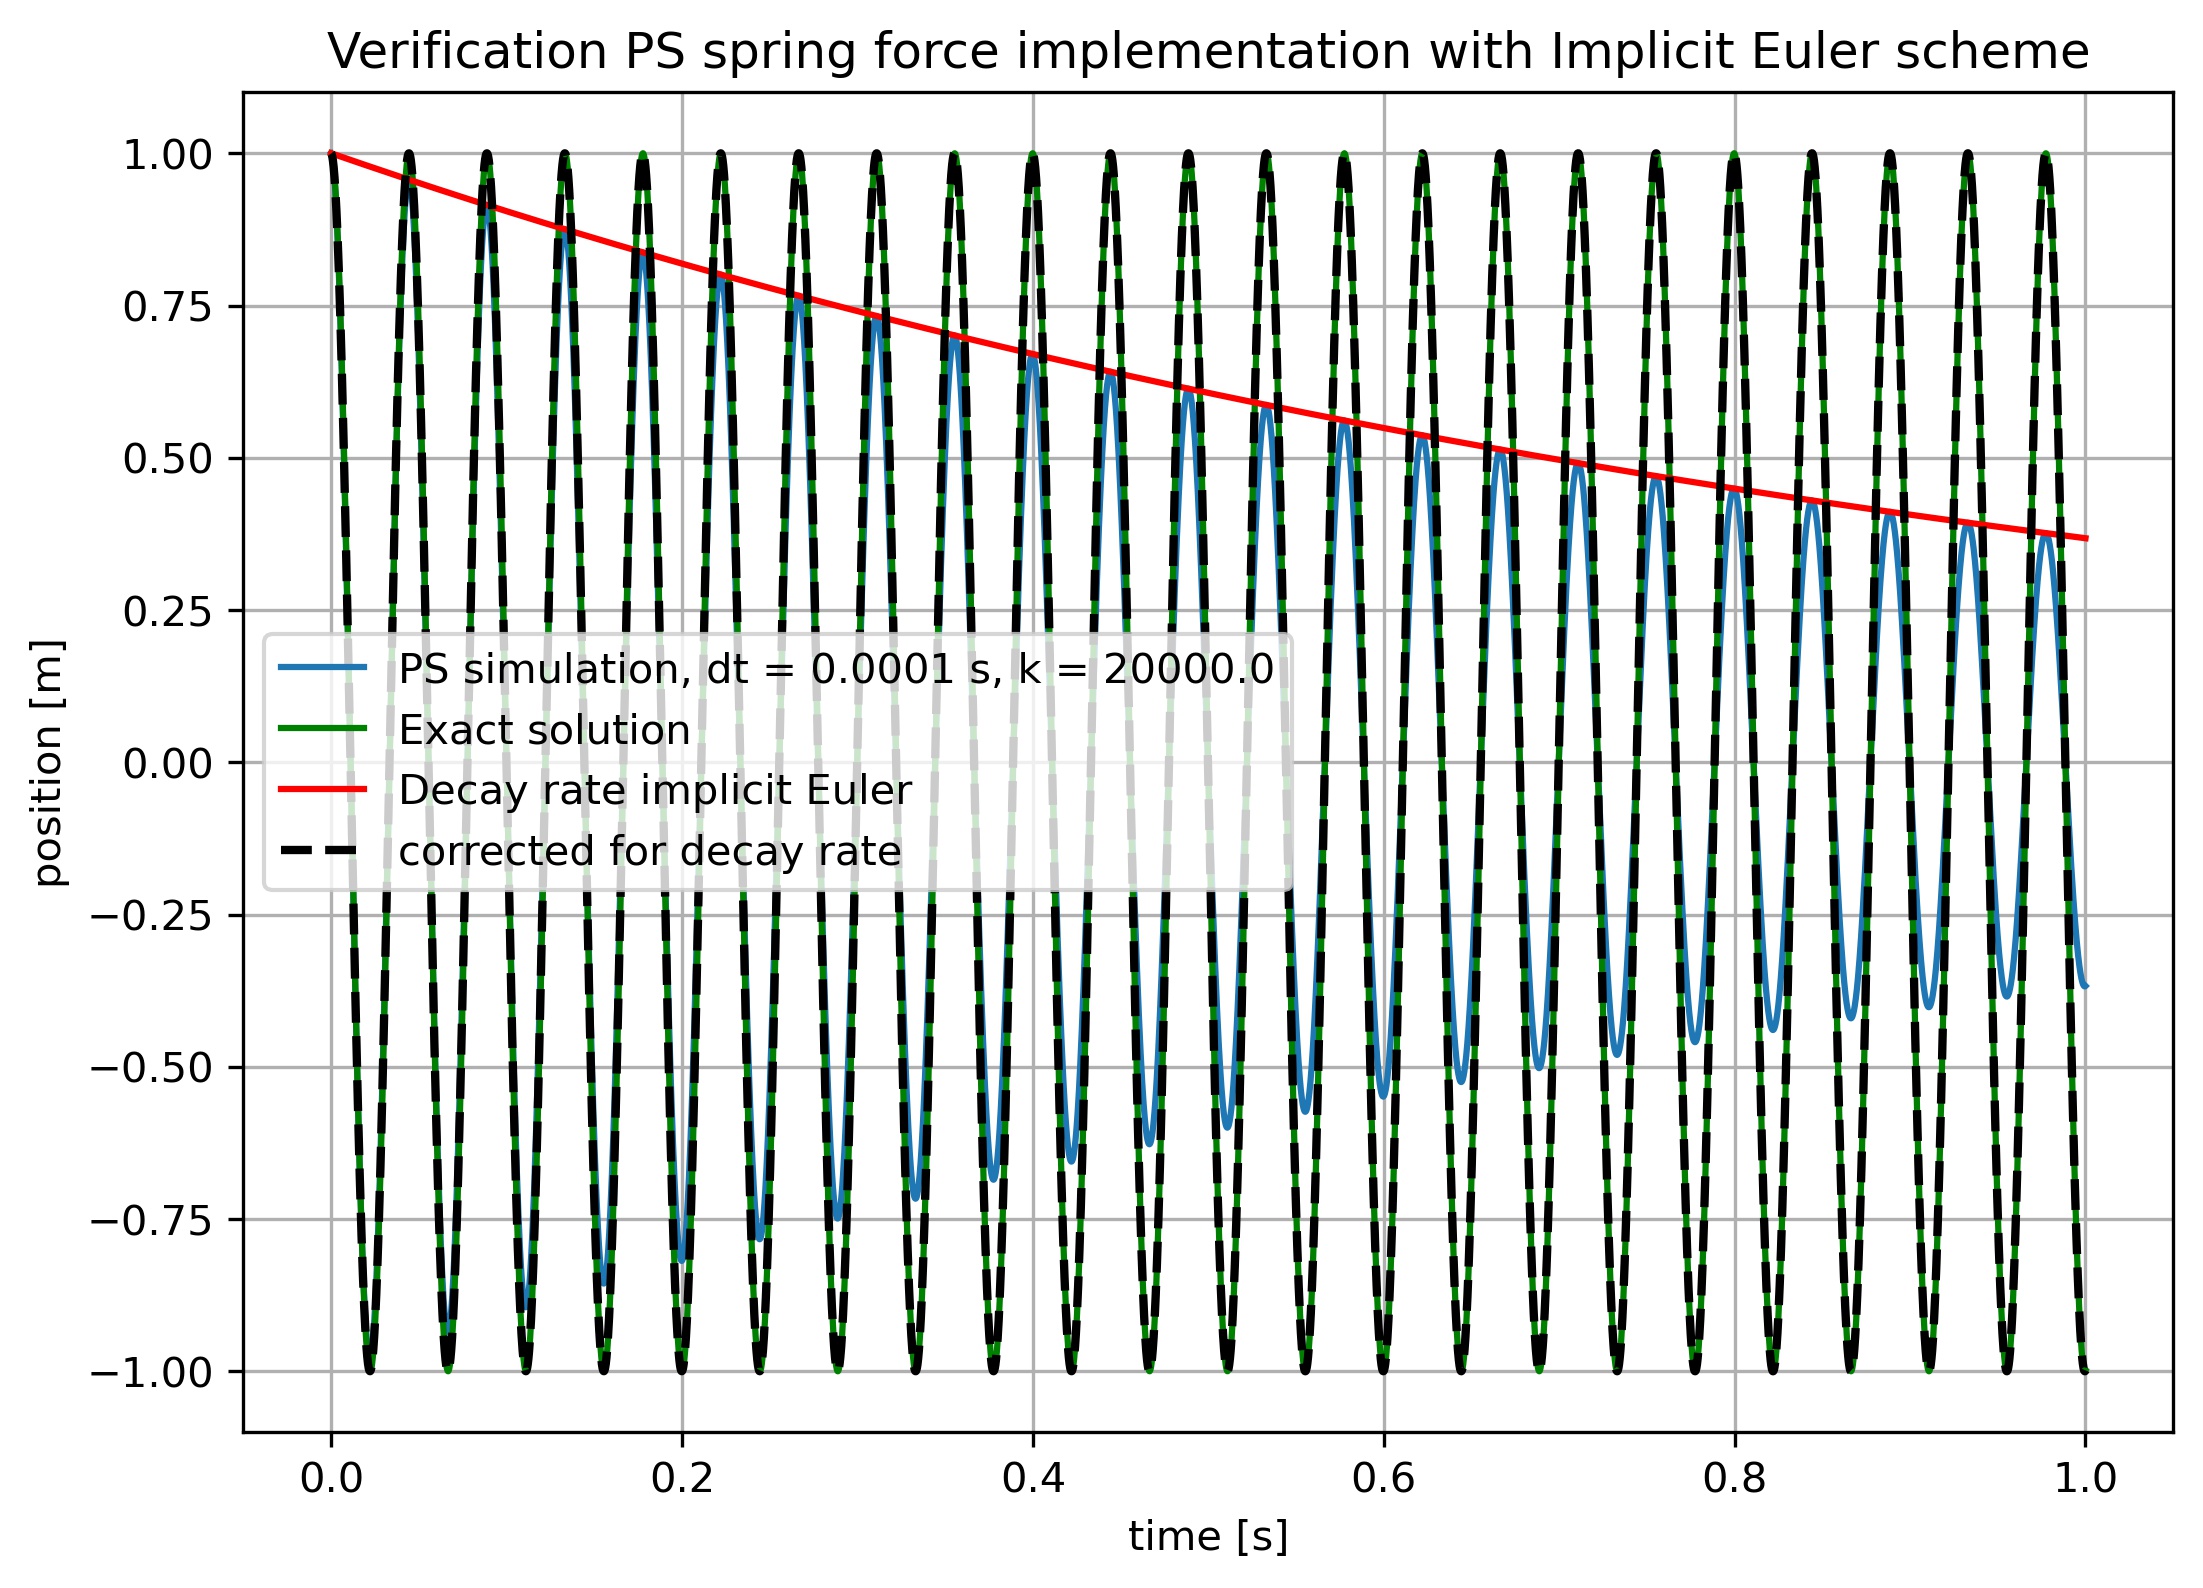 Verification PS spring force implementation with Implicit Euler scheme
position [m]
1.00
0.75
0.50
0.25
0.00
−0.25
−0.50
−0.75
−1.00
PS simulation, dt = 0.0001 s, k = 20000.0
Exact solution
Decay rate implicit Euler
corrected for decay rate
0.0 0.2 0.4 0.6 0.8 1.0
time [s]